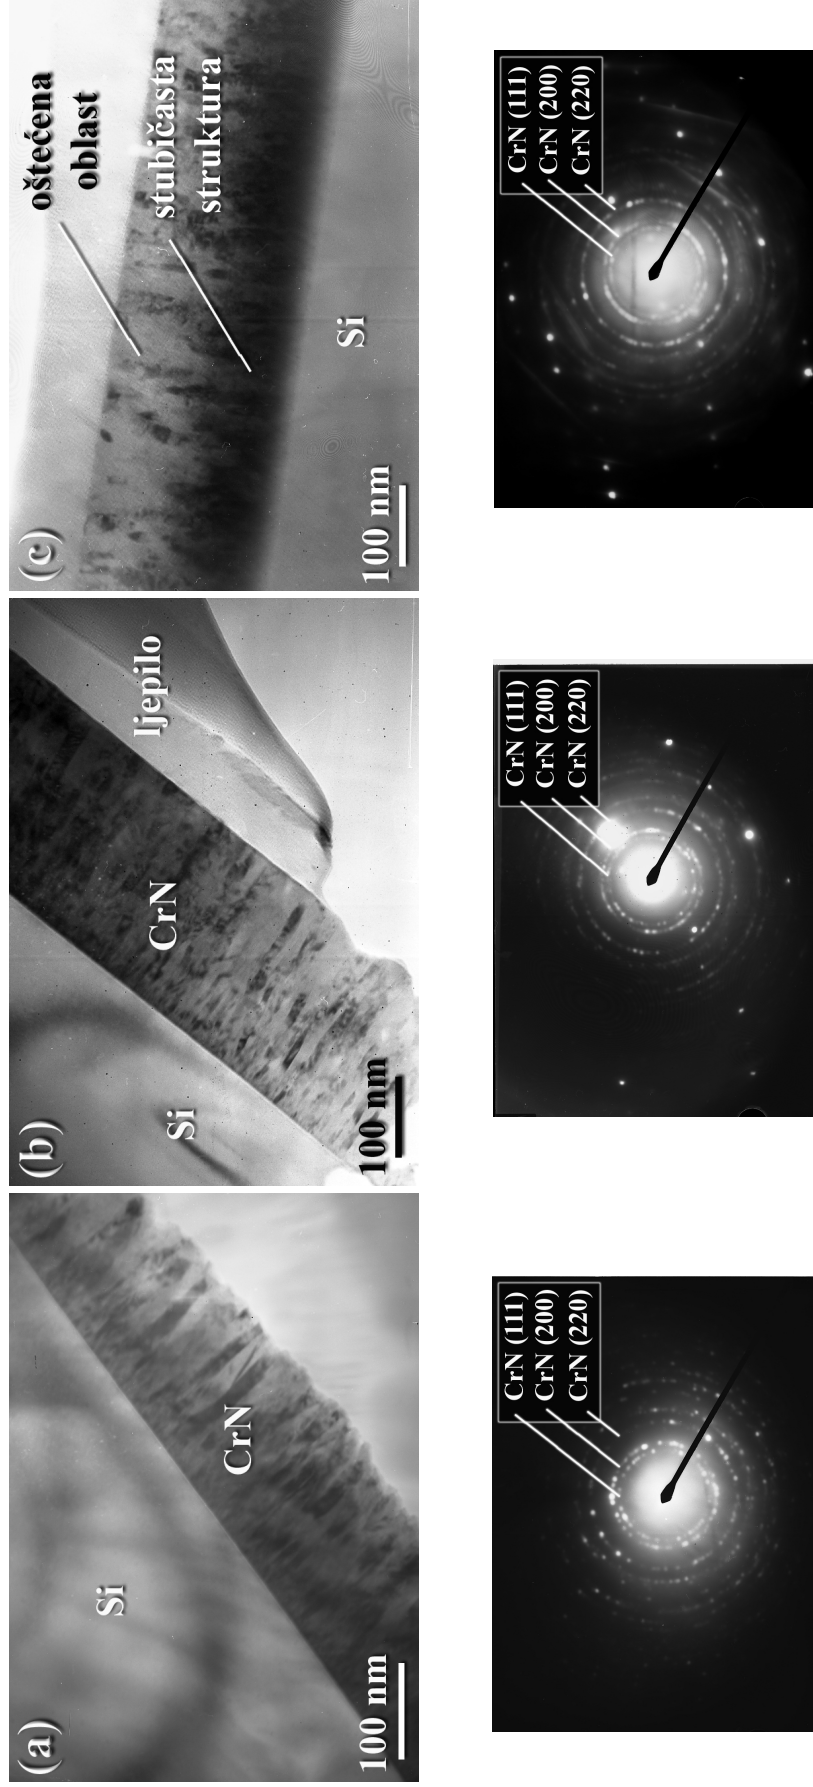 (a)
Si
CrN
100 nm
(b)
Si
CrN
ljepilo
100 nm
(c)
oštećena
oblast
stubičasta
struktura
Si
100 nm
CrN (111)
CrN (200)
CrN (220)
CrN (111)
CrN (200)
CrN (220)
CrN (111)
CrN (200)
CrN (220)